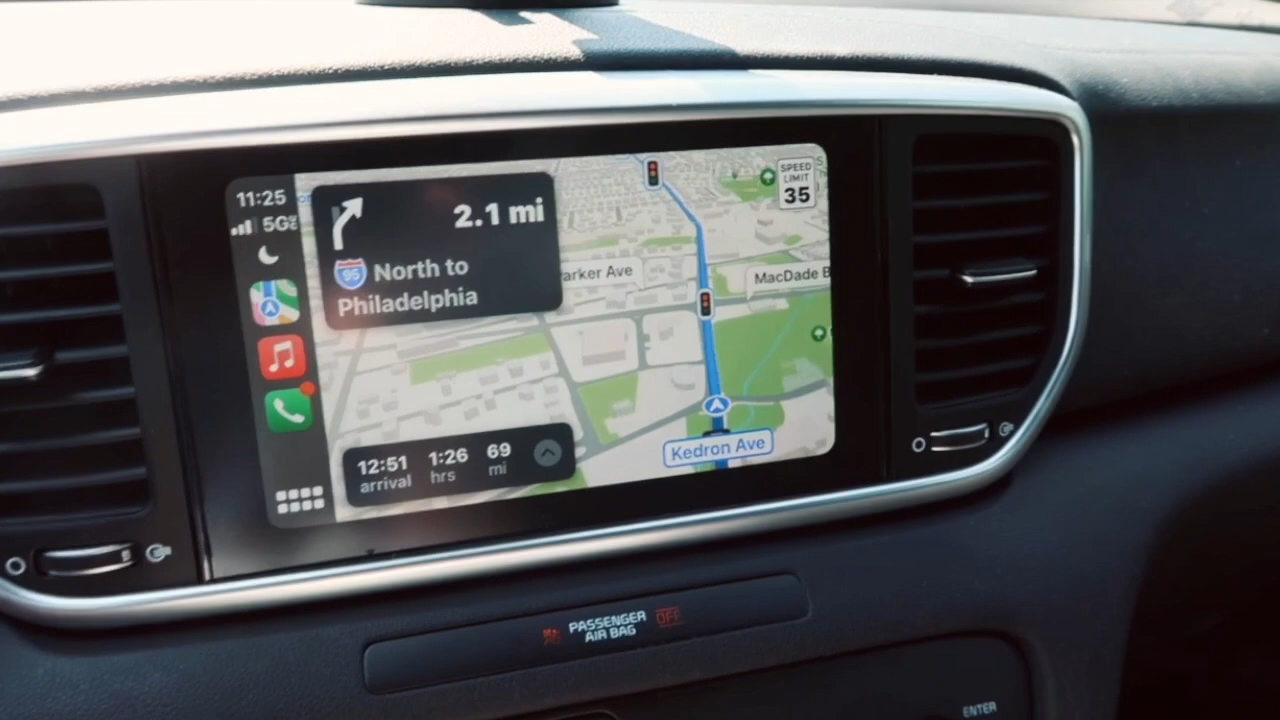 11:25
5G
2.1 mi
95 North to
Philadelphia
SPEED
LIMIT
35
arker Ave
MacDade B
Kedron Ave
12:51 1:26 69
arrival hrs mi
PASSENGER OFF
AIR BAG
ENTER